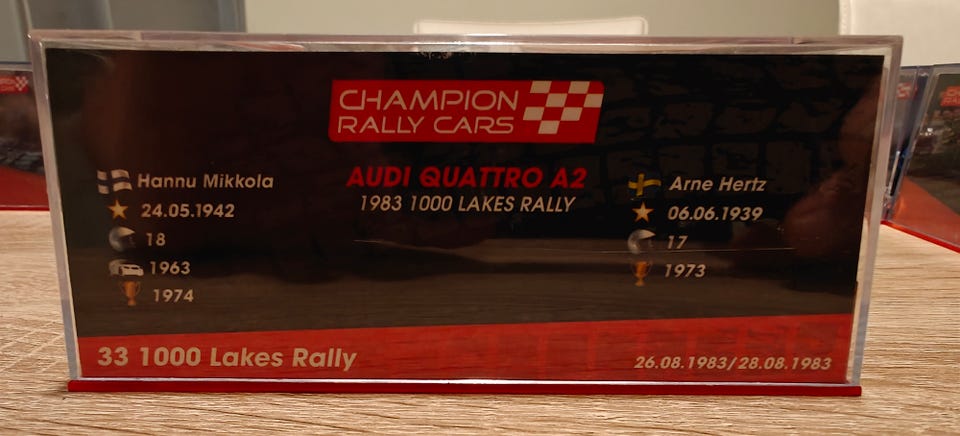 CHAMPION
RALLY CARS
AUDI QUATTRO A2
1983 1000 LAKES RALLY
Hannu Mikkola
24.05.1942
18
1963
1974
Arne Hertz
06.06.1939
17
1973
33 1000 Lakes Rally
26.08.1983/28.08.1983